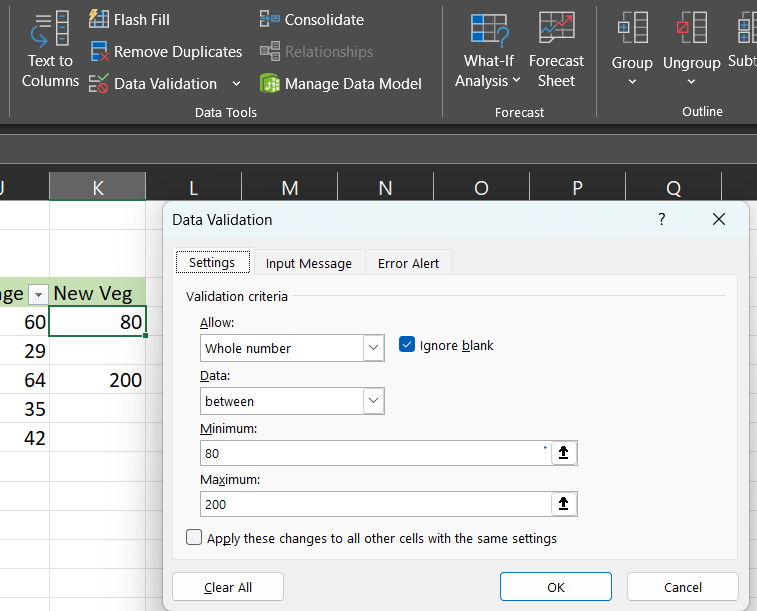 Text to Columns
Flash Fill
Remove Duplicates
Data Validation
Consolidate
Relationships
Manage Data Model
Data Tools
What-If Analysis
Forecast Sheet
Forecast
Group
Ungroup
Subt
Outline
J K L M N O P Q
ge New Veg
60 80
29
64 200
35
42
Data Validation ? ×
Settings Input Message Error Alert
Validation criteria
Allow:
Whole number
Ignore blank
Data:
between
Minimum:
80
Maximum:
200
Apply these changes to all other cells with the same settings
Clear All OK Cancel